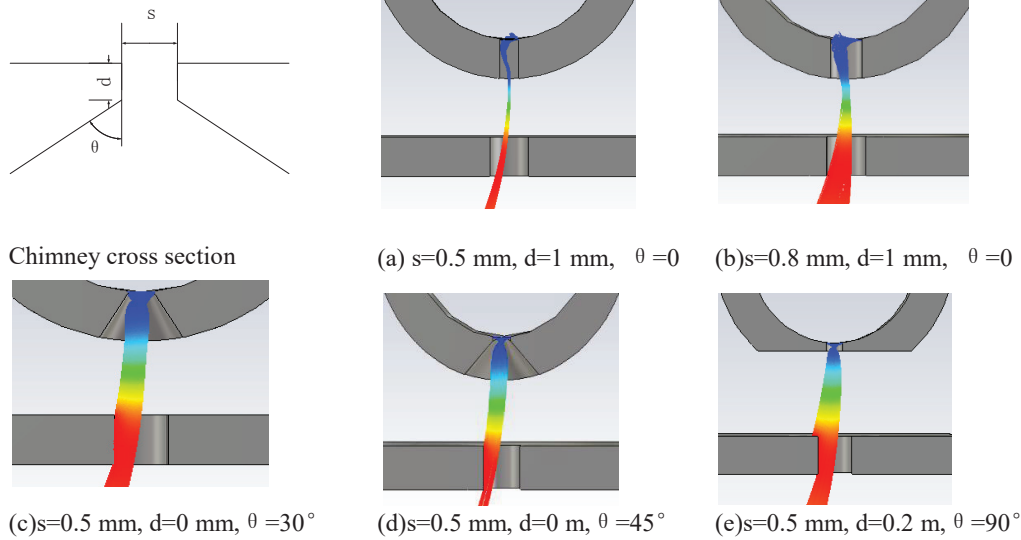 s
d
θ
Chimney cross section
(a) s=0.5 mm, d=1 mm, θ=0
(b)s=0.8 mm, d=1 mm, θ=0
(c)s=0.5 mm, d=0 mm, θ=30°
(d)s=0.5 mm, d=0 m, θ=45°
(e)s=0.5 mm, d=0.2 m, θ=90°